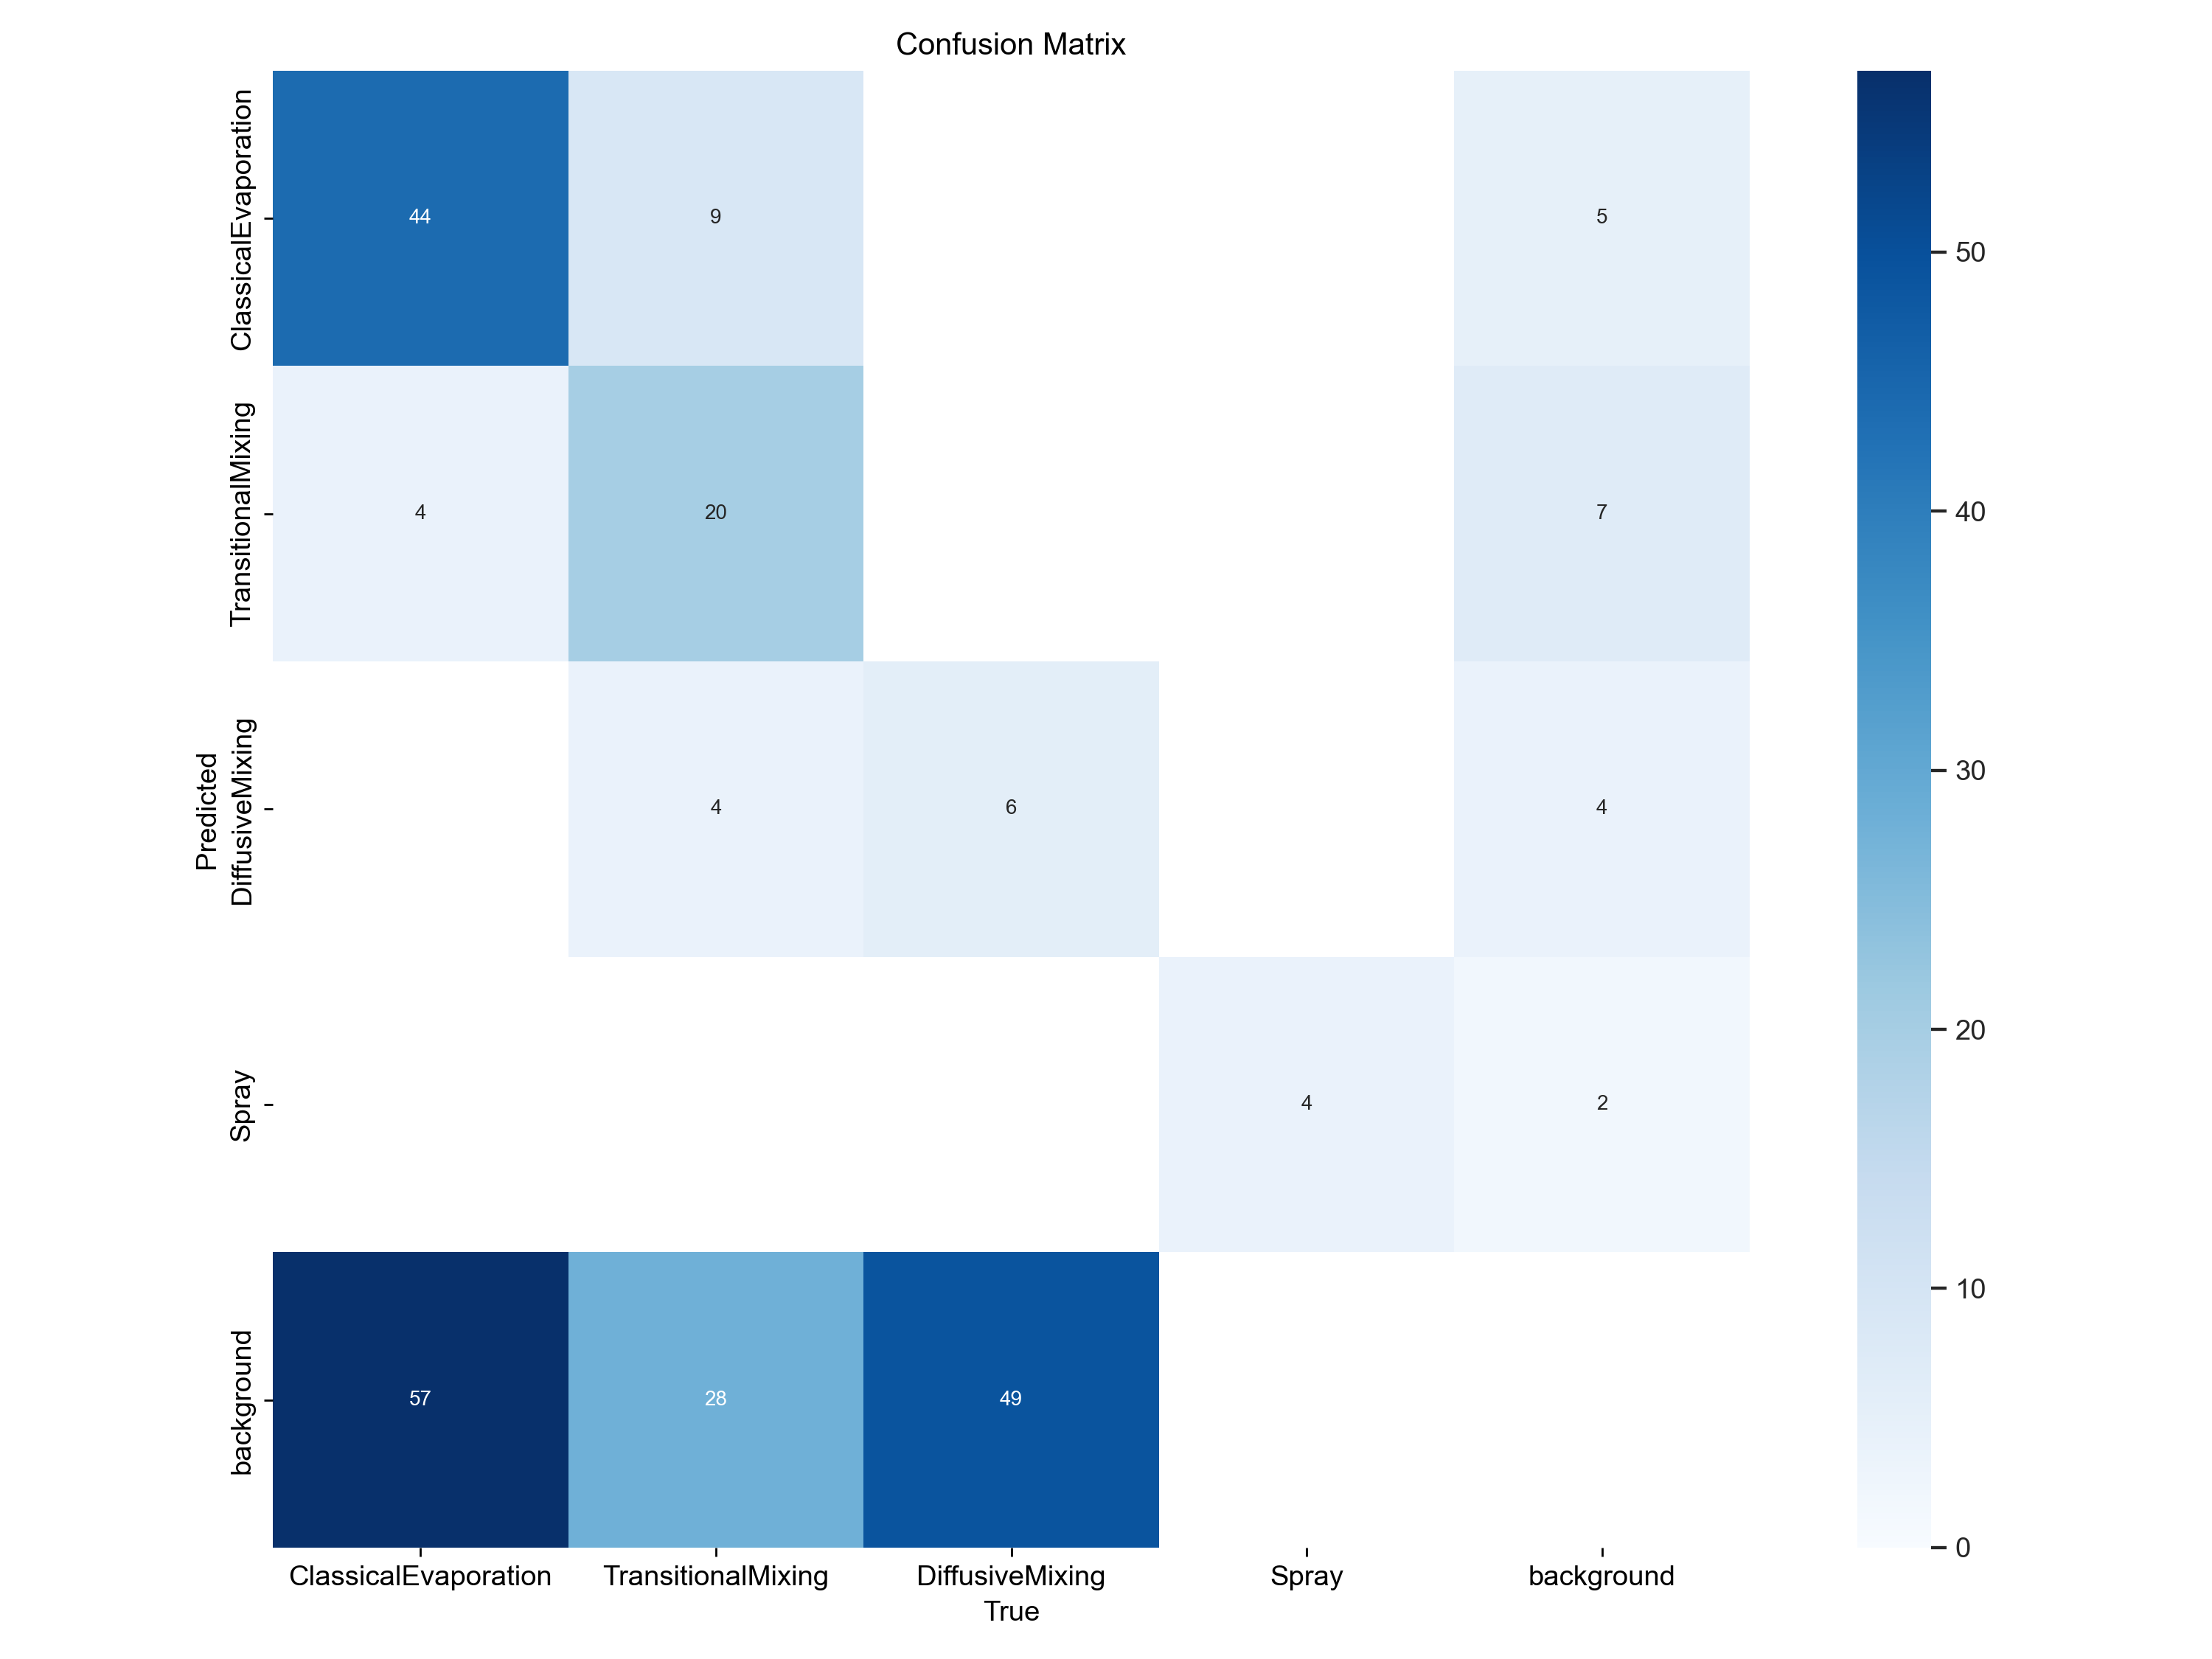 Confusion Matrix
ClassicalEvaporation
44
9
5
50
40
TransitionalMixing
4
20
7
30
Predicted
DiffusiveMixing
4
6
4
20
Spray
4
2
10
background
57
28
49
0
ClassicalEvaporation
TransitionalMixing
DiffusiveMixing
Spray
background
True